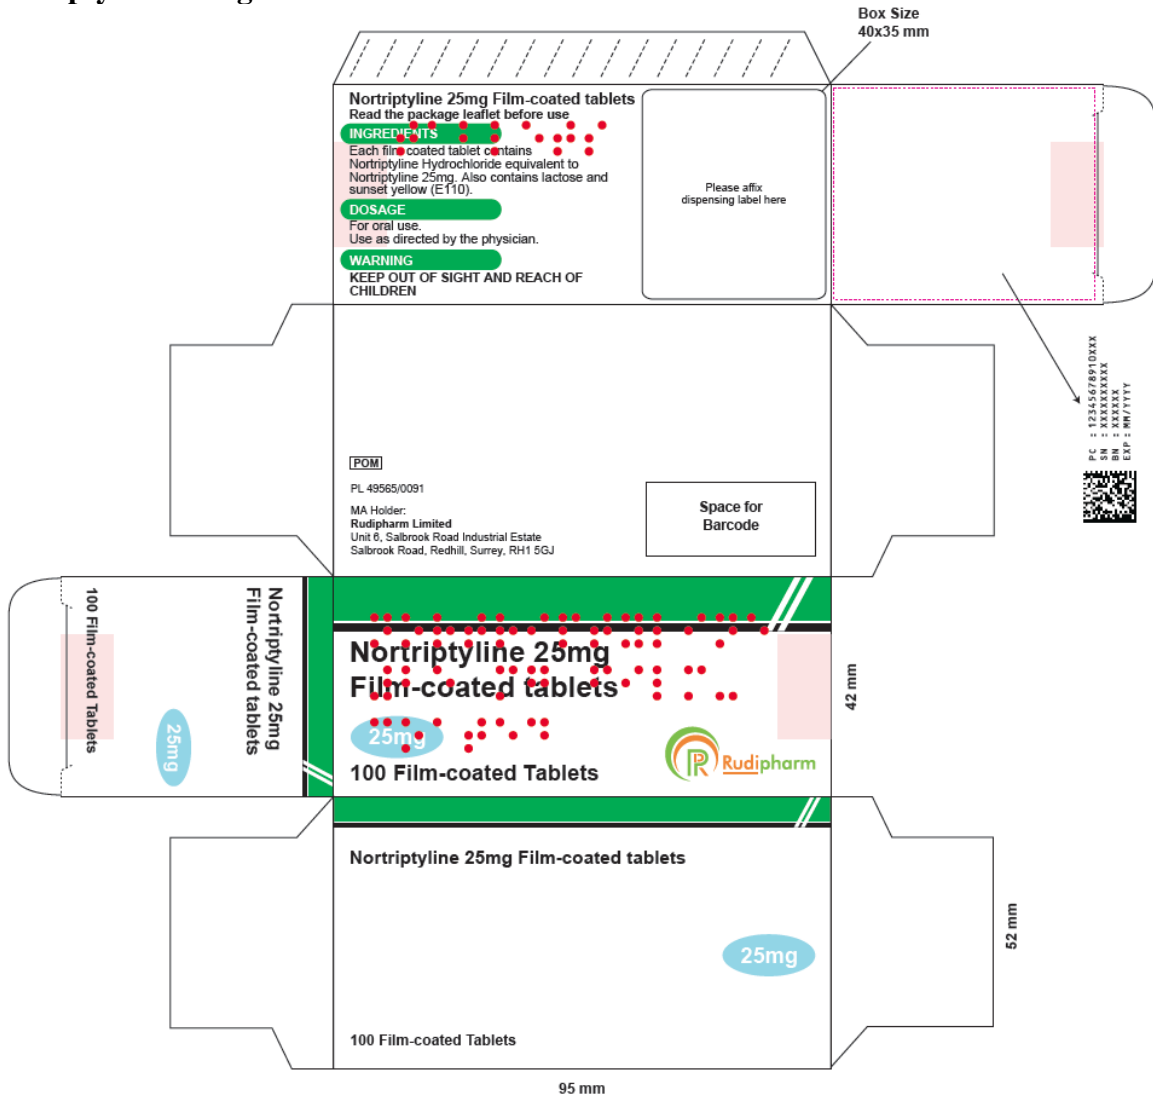 Box Size
40x35 mm
Nortriptyline 25mg Film-coated tablets
Read the package leaflet before use
INGREDIENTS
Each film coated tablet contains
Nortriptyline Hydrochloride equivalent to
Nortriptyline 25mg. Also contains lactose and
sunset yellow (E110).
DOSAGE
For oral use.
Use as directed by the physician.
WARNING
KEEP OUT OF SIGHT AND REACH OF
CHILDREN
Please affix
dispensing label here
PC : 12345678910XXX
SN : XXXXXXXXXX
BN : XXXXXX
EXP : MM/YYYY
POM
PL 49565/0091
MA Holder:
Rudipharm Limited
Unit 6, Salbrook Road Industrial Estate
Salbrook Road, Redhill, Surrey, RH1 5GJ
Space for
Barcode
Nortriptyline 25mg
Film-coated tablets
25mg
100 Film-coated Tablets
Nortriptyline 25mg
Film-coated tablets
25mg
100 Film-coated Tablets
PR Rudipharm
42 mm
Nortriptyline 25mg Film-coated tablets
25mg
100 Film-coated Tablets
52 mm
95 mm